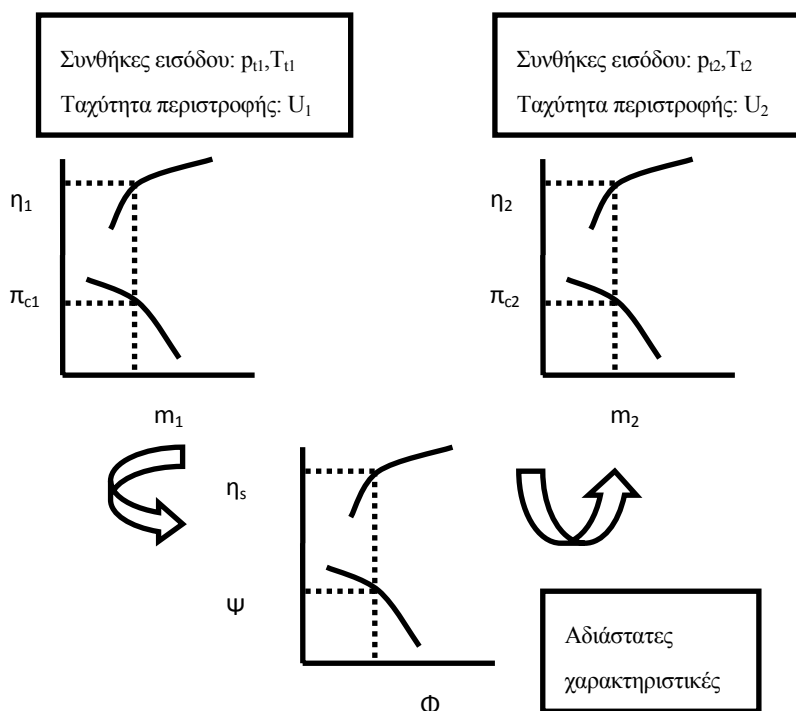 Συνθήκες εισόδου: pt1,Tt1
Ταχύτητα περιστροφής: U1
Συνθήκες εισόδου: pt2,Tt2
Ταχύτητα περιστροφής: U2
η1
πc1
m1
η2
πc2
m2
ηs
Ψ
Φ
Αδιάστατες
χαρακτηριστικές